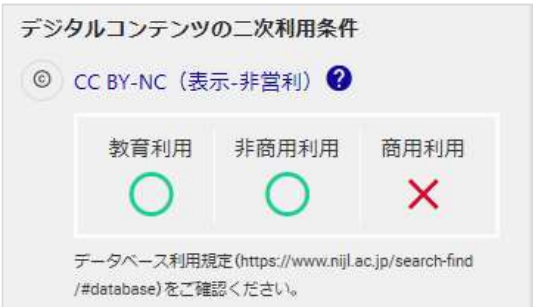 デジタルコンテンツの二次利用条件
© CC BY-NC（表示-非営利） ?
教育利用 非商用利用 商用利用
データベース利用規定(https://www.nijl.ac.jp/search-find
/#database)をご確認ください。